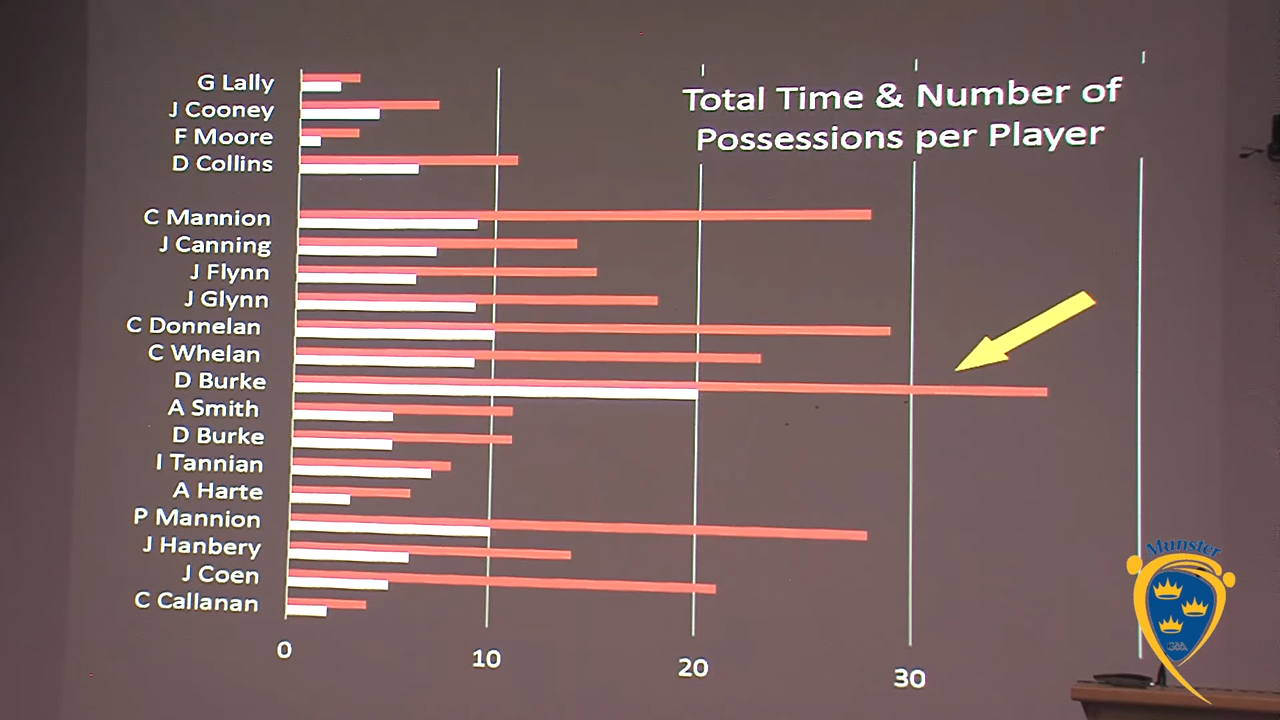 Total Time & Number of
Possessions per Player
G Lally
J Cooney
F Moore
D Collins
C Mannion
J Canning
J Flynn
J Glynn
C Donnelan
C Whelan
D Burke
A Smith
D Burke
I Tannian
A Harte
P Mannion
J Hanbery
J Coen
C Callanan
0 10 20 30
Munster
GAA